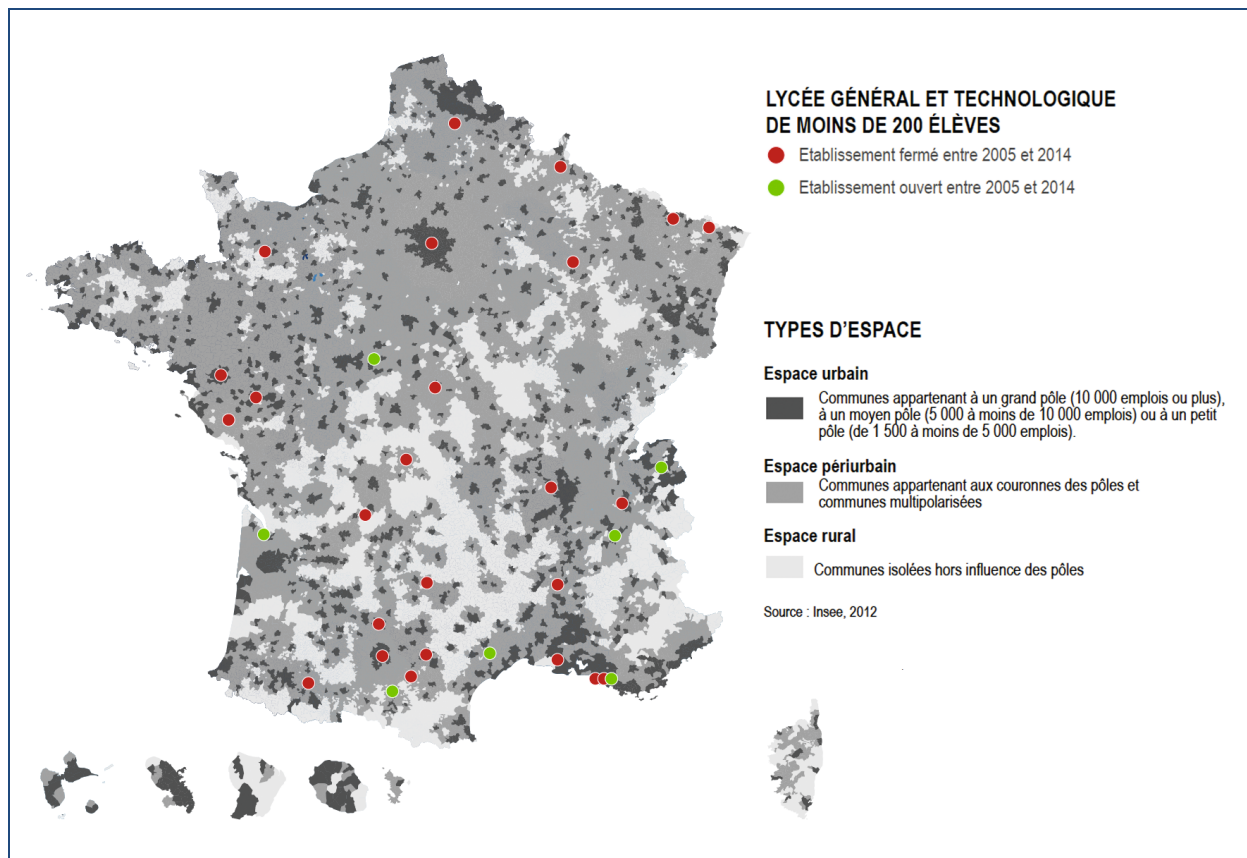 LYCÉE GÉNÉRAL ET TECHNOLOGIQUE
DE MOINS DE 200 ÉLÈVES
Etablissement fermé entre 2005 et 2014
Etablissement ouvert entre 2005 et 2014
TYPES D'ESPACE
Espace urbain
Communes appartenant à un grand pôle (10 000 emplois ou plus),
à un moyen pôle (5 000 à moins de 10 000 emplois) ou à un petit
pôle (de 1 500 à moins de 5 000 emplois).
Espace périurbain
Communes appartenant aux couronnes des pôles et
communes multipolarisées
Espace rural
Communes isolées hors influence des pôles
Source : Insee, 2012